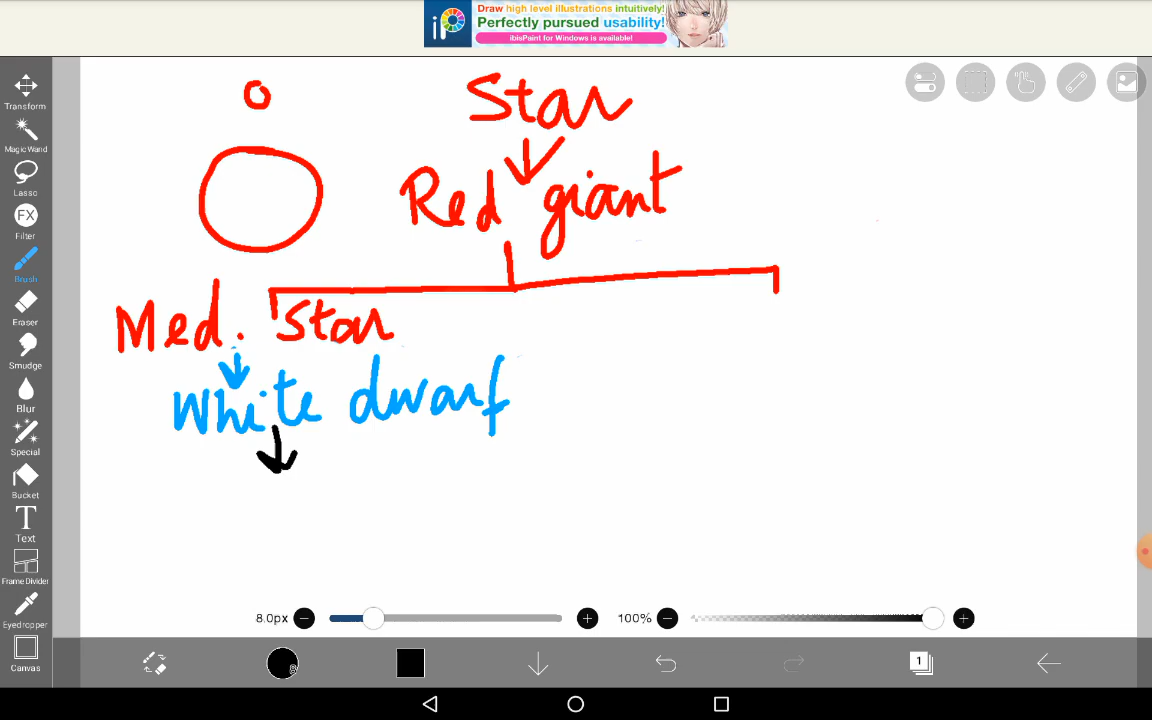 Draw high level illustrations intuitively!
Perfectly pursued usability!
ibisPaint for Windows is available!
iP
Transform
Magic Wand
Lasso
FX
Filter
Brush
Eraser
Smudge
Blur
Special
Bucket
T
Text
Frame Divider
Eyedropper
Canvas
Star
Red giant
Med. Star
White dwarf
8.0px
100%
8
1